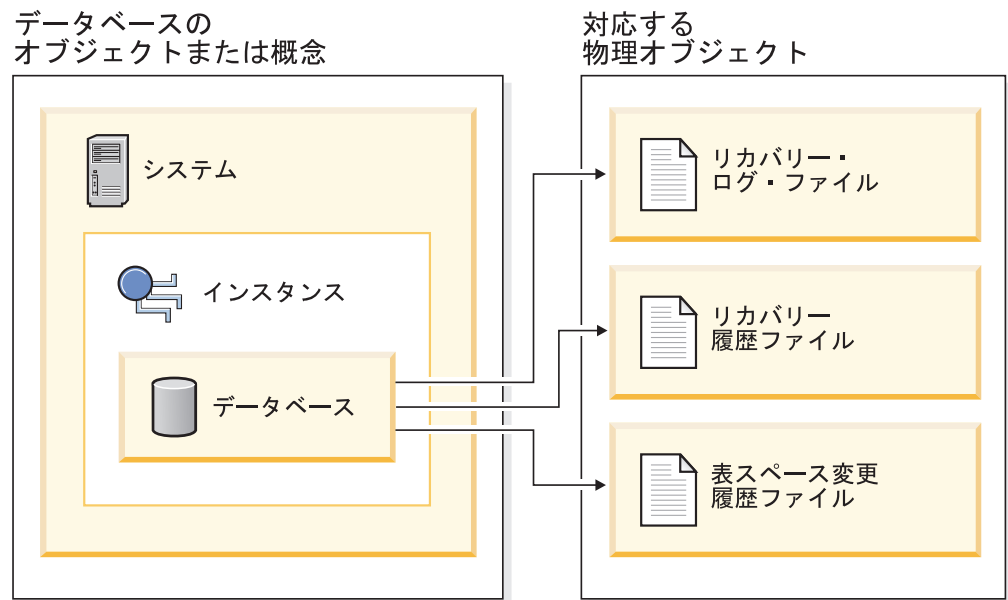 データベースの
オブジェクトまたは概念
システム
インスタンス
データベース
対応する
物理オブジェクト
リカバリー・
ログ・ファイル
リカバリー
履歴ファイル
表スペース変更
履歴ファイル